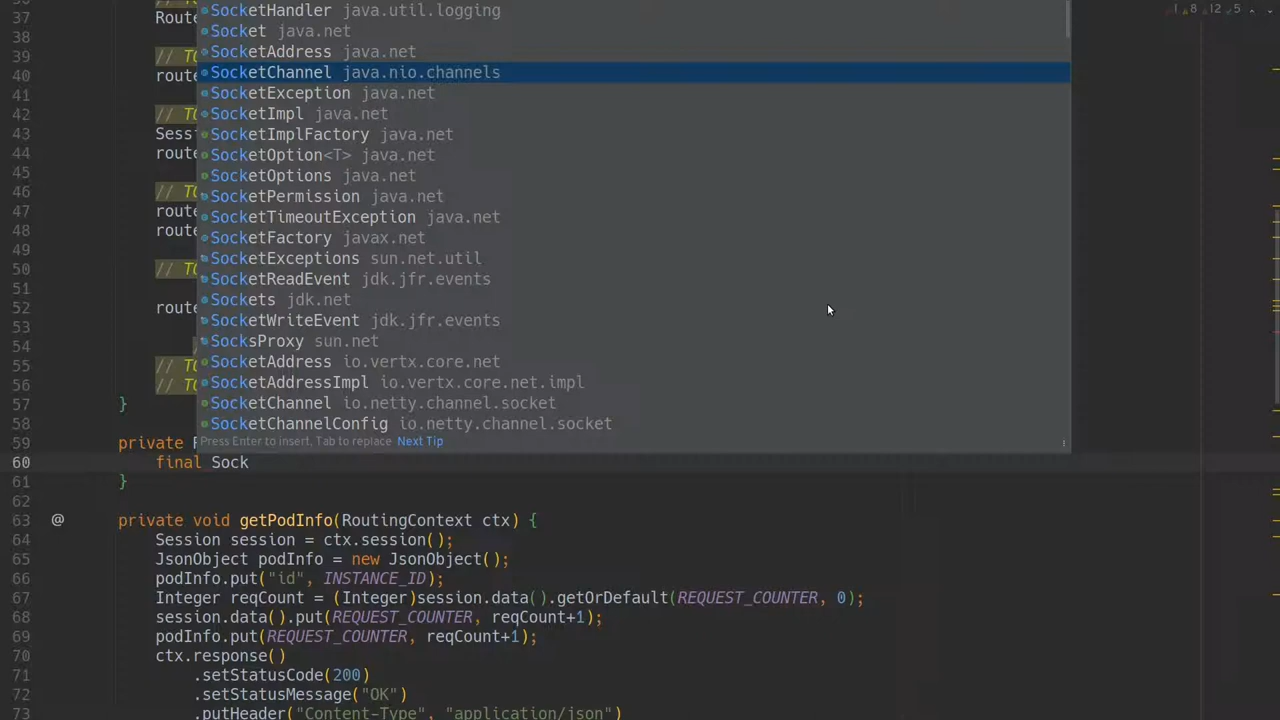 SocketHandler java.util.logging
37 Route
Socket java.net
38
SocketAddress java.net
39 // TO
SocketChannel java.nio.channels
40 route
SocketException java.net
41
SocketImpl java.net
42 // TO
SocketImplFactory java.net
43 Sess
SocketOption<T> java.net
44 route
SocketOptions java.net
45
SocketPermission java.net
46 // TO
SocketTimeoutException java.net
47 route
SocketFactory javax.net
48 route
SocketExceptions sun.net.util
49
50 // TO
SocketReadEvent jdk.jfr.events
51
Sockets jdk.net
52 route
SocketWriteEvent jdk.jfr.events
53
SocksProxy sun.net
54
SocketAddress io.vertx.core.net
55 // TO
SocketAddressImpl io.vertx.core.net.impl
56 // TO
SocketChannel io.netty.channel.socket
57 }
SocketChannelConfig io.netty.channel.socket
58
Press Enter to insert, Tab to replace Next Tip
59 private
60 final Sock
61 }
62
63 @ private void getPodInfo(RoutingContext ctx) {
64 Session session = ctx.session();
65 JsonObject podInfo = new JsonObject();
66 podInfo.put("id", INSTANCE_ID);
67 Integer reqCount = (Integer)session.data().getOrDefault(REQUEST_COUNTER, 0);
68 session.data().put(REQUEST_COUNTER, reqCount+1);
69 podInfo.put(REQUEST_COUNTER, reqCount+1);
70 ctx.response()
71 .setStatusCode(200)
72 .setStatusMessage("OK")
73 .putHeader("Content-Type", "application/json")